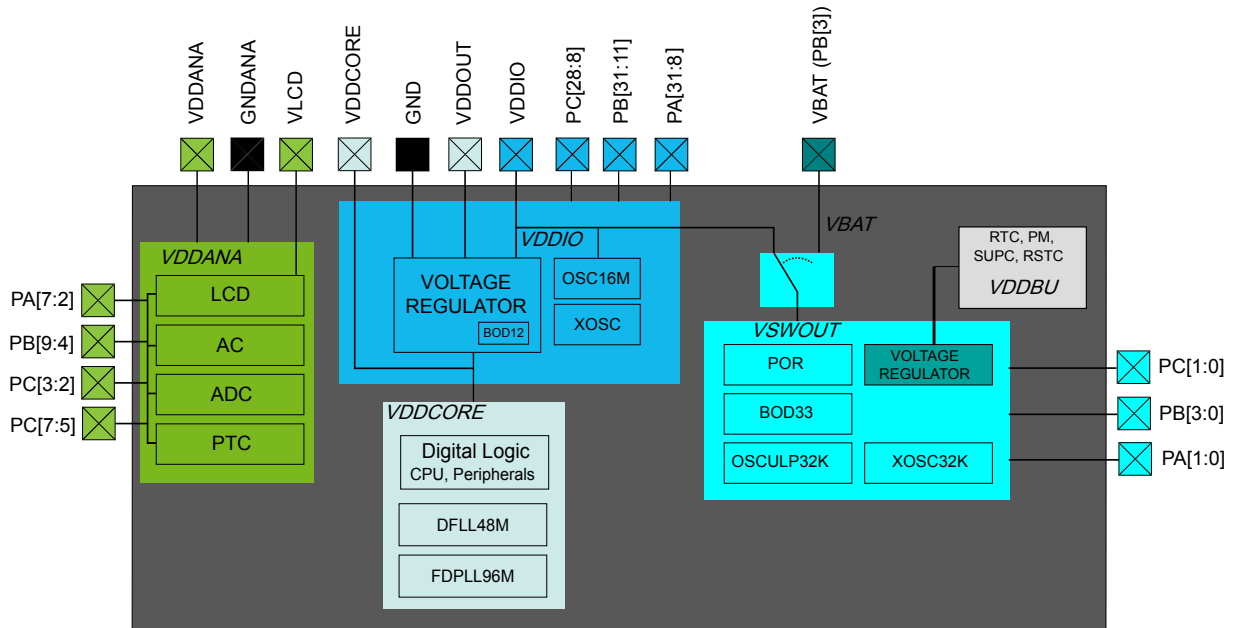 VDDANA
GNDANA
VLCD
VDDCORE
GND
VDDOUT
VDDIO
PC[28:8]
PB[31:11]
PA[31:8]
VBAT (PB[3])
VDDANA
LCD
AC
ADC
PTC
PA[7:2]
PB[9:4]
PC[3:2]
PC[7:5]
VDDIO
VOLTAGE
REGULATOR
BOD12
OSC16M
XOSC
VDDCORE
Digital Logic
CPU, Peripherals
DFLL48M
FDPLL96M
VBAT
RTC, PM,
SUPC, RSTC
VDDBU
VSWOUT
POR
VOLTAGE
REGULATOR
BOD33
OSCULP32K
XOSC32K
PC[1:0]
PB[3:0]
PA[1:0]